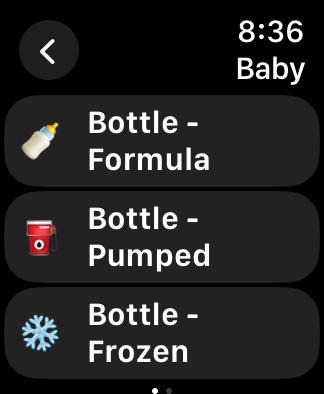 8:36
Baby
Bottle -
Formula
Bottle -
Pumped
Bottle -
Frozen